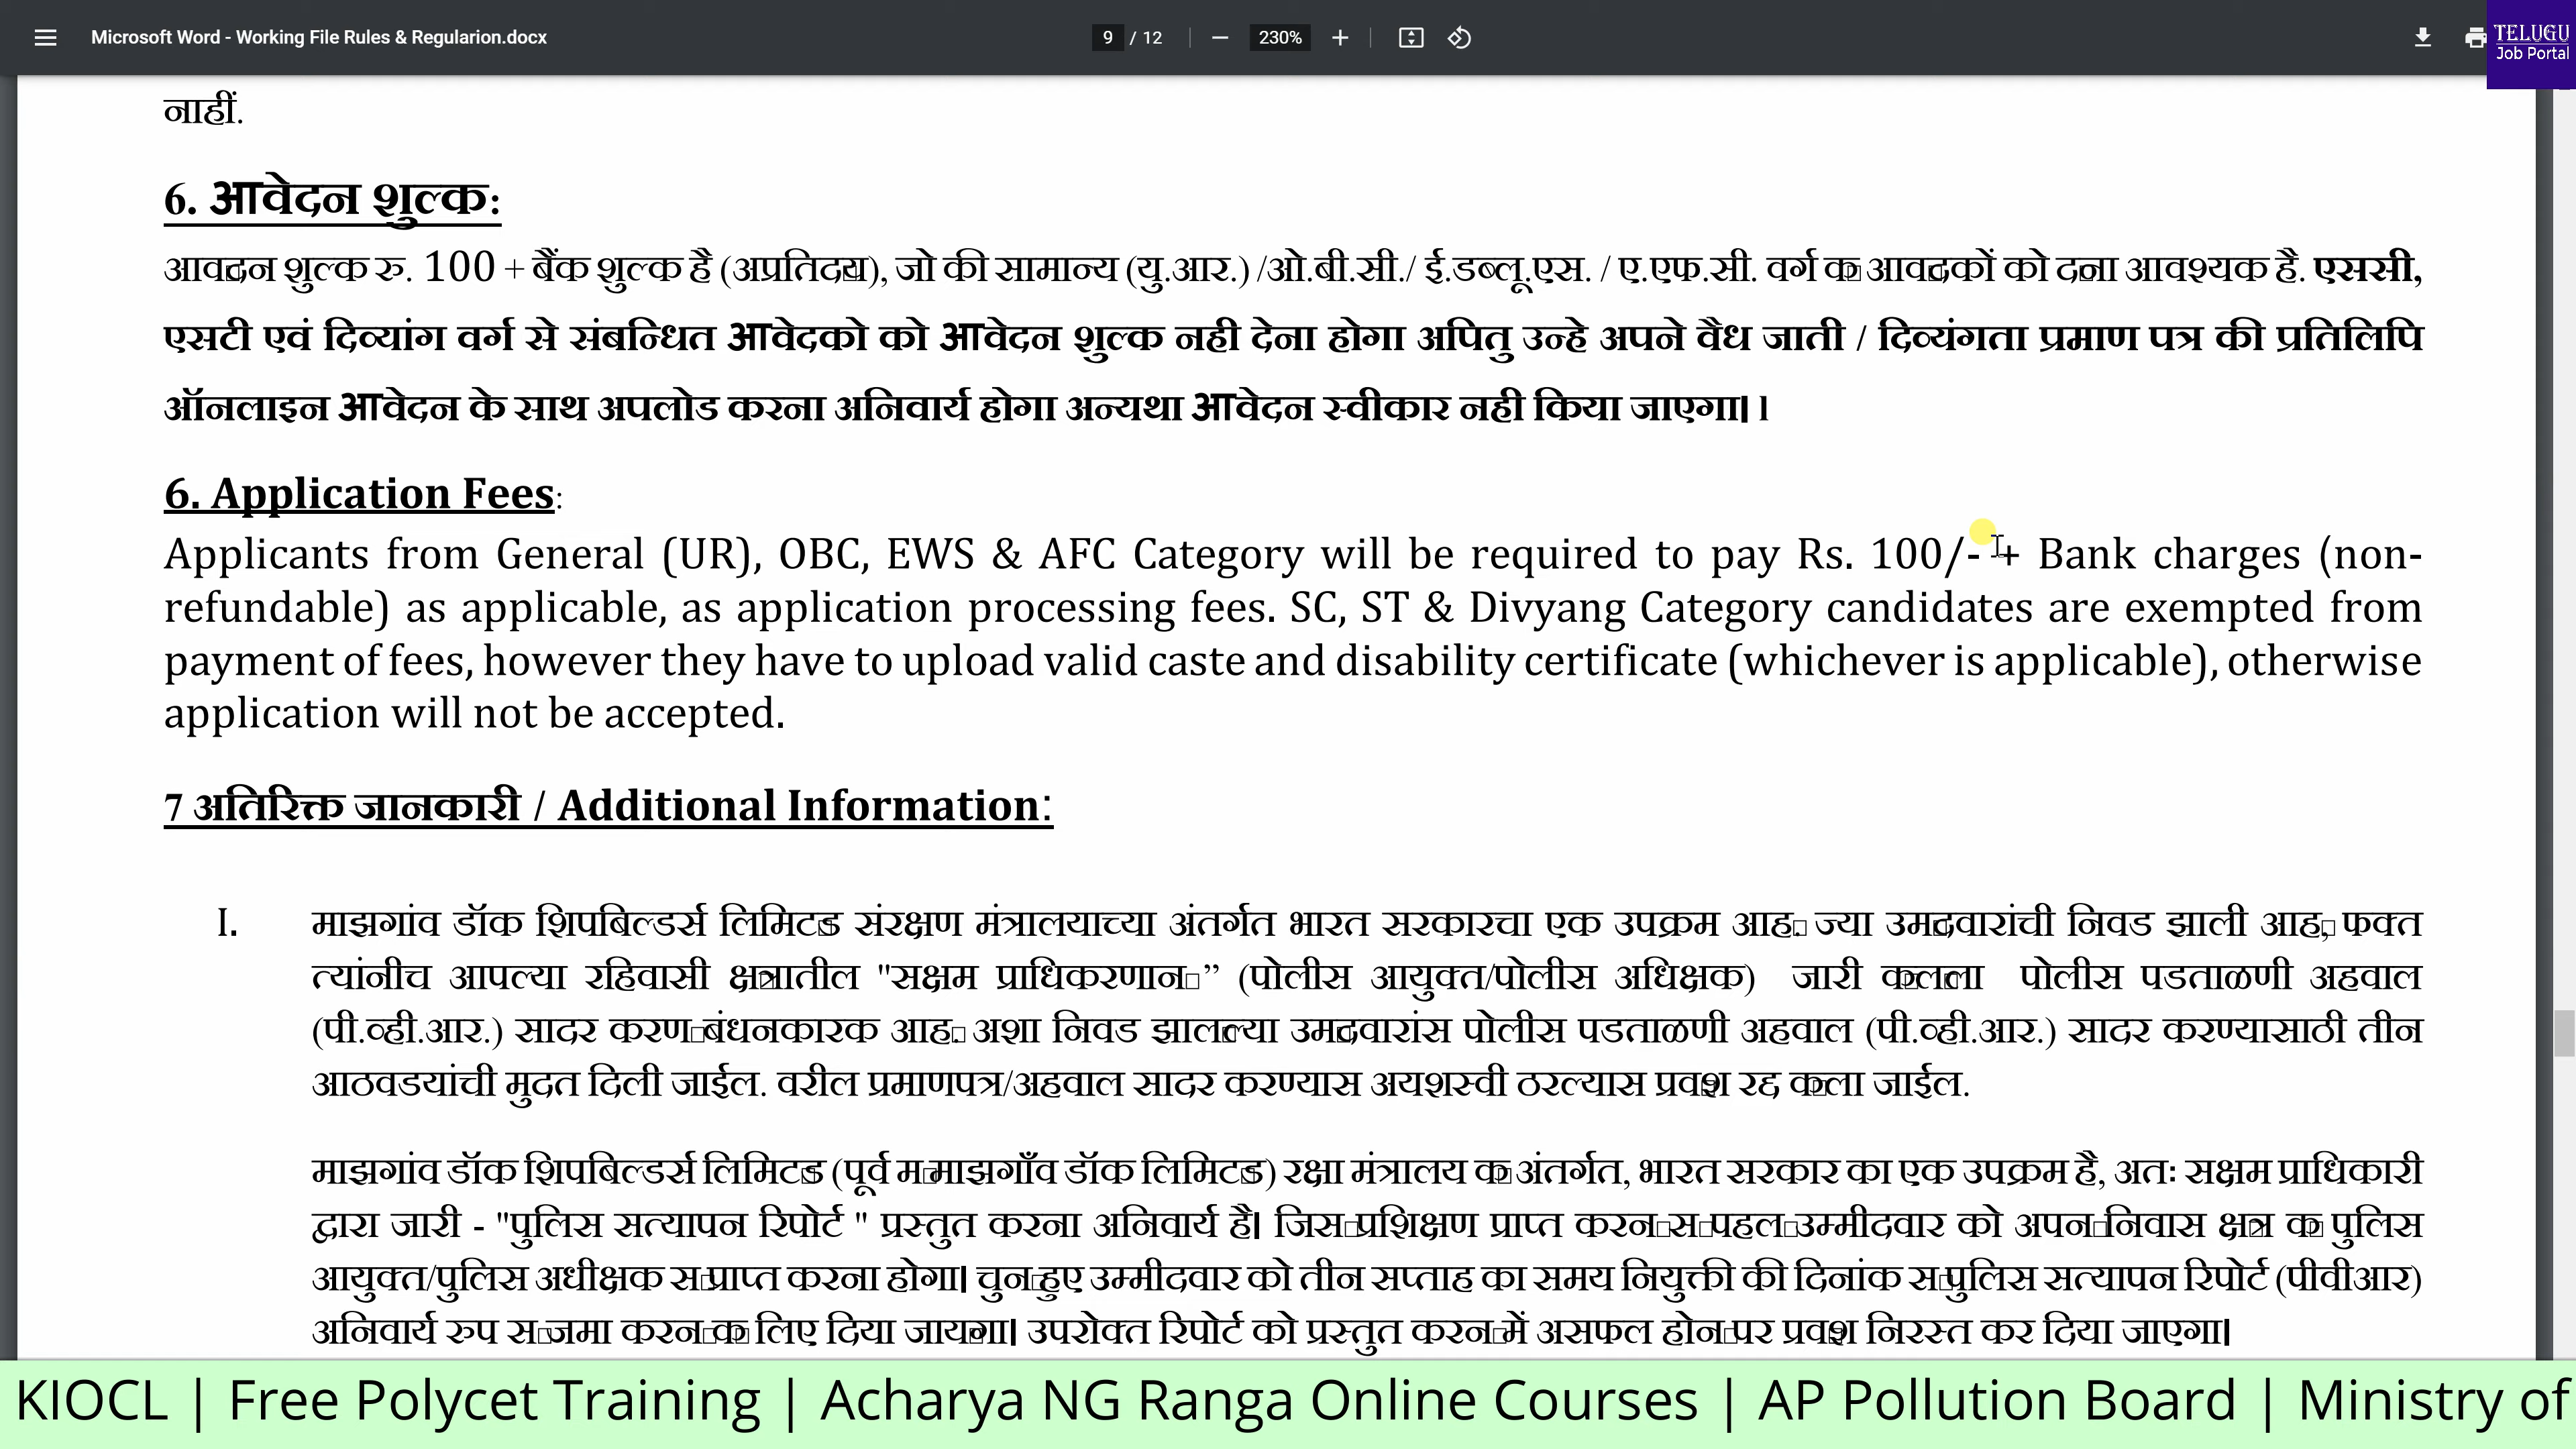 Microsoft Word - Working File Rules & Regularion.docx
9 / 12
230%
TELUGU
Job Portal
नाहीं.
6. आवेदन शुल्क:
आवदन शुल्क रु. 100 + बैंक शुल्क है (अप्रतिदय), जो की सामान्य (यु.आर.) /ओ.बी.सी./ ई.डब्लू.एस. / ए.एफ.सी. वर्ग क आवदकों को दना आवश्यक है. एससी,
एसटी एवं दिव्यांग वर्ग से संबन्धित आवेदको को आवेदन शुल्क नही देना होगा अपितु उन्हे अपने वैध जाती / दिव्यंगता प्रमाण पत्र की प्रतिलिपि
ऑनलाइन आवेदन के साथ अपलोड करना अनिवार्य होगा अन्यथा आवेदन स्वीकार नही किया जाएगा। l
6. Application Fees:
Applicants from General (UR), OBC, EWS & AFC Category will be required to pay Rs. 100/- + Bank charges (non-
refundable) as applicable, as application processing fees. SC, ST & Divyang Category candidates are exempted from
payment of fees, however they have to upload valid caste and disability certificate (whichever is applicable), otherwise
application will not be accepted.
7 अतिरिक्त जानकारी / Additional Information:
I. माझगांव डॉक शिपबिल्डर्स लिमिटड संरक्षण मंत्रालयाच्या अंतर्गत भारत सरकारचा एक उपक्रम आह. ज्या उमदवारांची निवड झाली आह, फक्त
त्यांनीच आपल्या रहिवासी क्षत्रातील "सक्षम प्राधिकरणान ” (पोलीस आयुक्त/पोलीस अधिक्षक) जारी कलला पोलीस पडताळणी अहवाल
(पी.व्ही.आर.) सादर करण बंधनकारक आह. अशा निवड झालल्या उमदवारांस पोलीस पडताळणी अहवाल (पी.व्ही.आर.) सादर करण्यासाठी तीन
आठवडयांची मुदत दिली जाईल. वरील प्रमाणपत्र/अहवाल सादर करण्यास अयशस्वी ठरल्यास प्रवश रद्द कला जाईल.
माझगांव डॉक शिपबिल्डर्स लिमिटड (पूर्व म माझगाँव डॉक लिमिटड) रक्षा मंत्रालय क अंतर्गत, भारत सरकार का एक उपक्रम है, अतः सक्षम प्राधिकारी
द्वारा जारी - "पुलिस सत्यापन रिपोर्ट " प्रस्तुत करना अनिवार्य है। जिस प्रशिक्षण प्राप्त करन स पहल उम्मीदवार को अपन निवास क्षत्र क पुलिस
आयुक्त/पुलिस अधीक्षक स प्राप्त करना होगा। चुन हुए उम्मीदवार को तीन सप्ताह का समय नियुक्ती की दिनांक स पुलिस सत्यापन रिपोर्ट (पीवीआर)
अनिवार्य रुप स जमा करन क लिए दिया जायगा। उपरोक्त रिपोर्ट को प्रस्तुत करन में असफल होन पर प्रवश निरस्त कर दिया जाएगा।
KIOCL | Free Polycet Training | Acharya NG Ranga Online Courses | AP Pollution Board | Ministry of